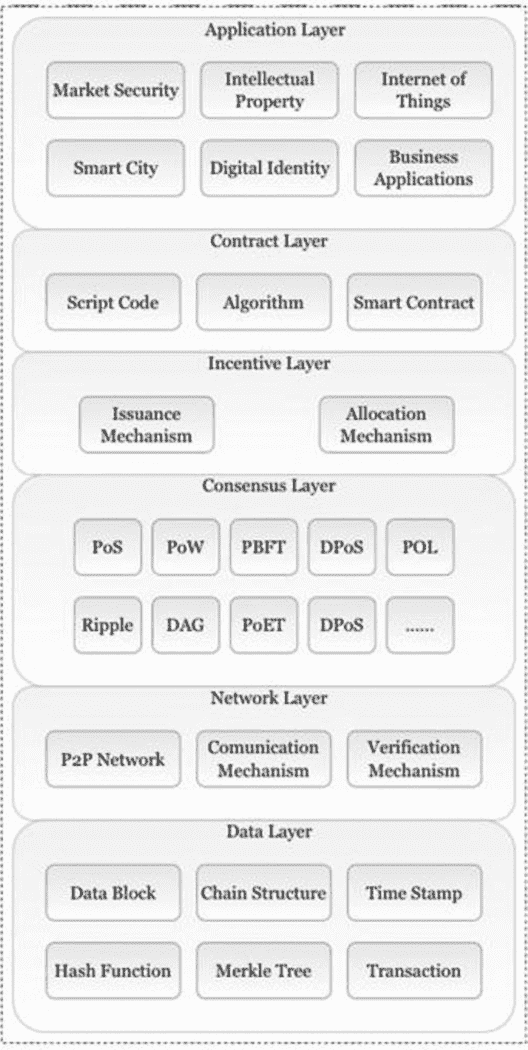 Application Layer
Market Security
Intellectual
Property
Internet of
Things
Smart City
Digital Identity
Business
Applications
Contract Layer
Script Code
Algorithm
Smart Contract
Incentive Layer
Issuance
Mechanism
Allocation
Mechanism
Consensus Layer
PoS
PoW
PBFT
DPoS
POL
Ripple
DAG
PoET
DPoS
......
Network Layer
P2P Network
Comunication
Mechanism
Verification
Mechanism
Data Layer
Data Block
Chain Structure
Time Stamp
Hash Function
Merkle Tree
Transaction